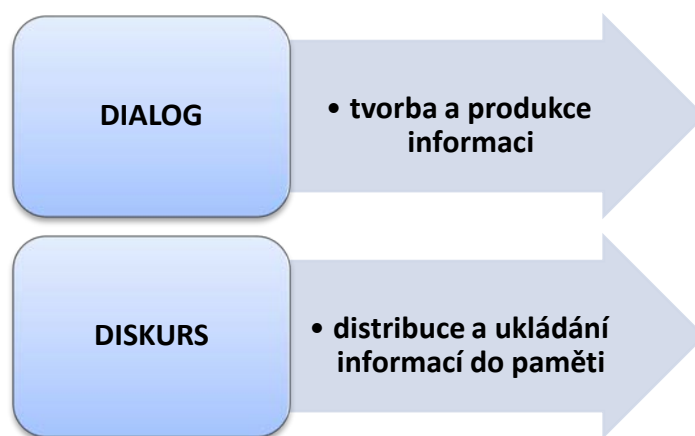 DIALOG
• tvorba a produkce
informaci
DISKURS
• distribuce a ukládání
informací do paměti